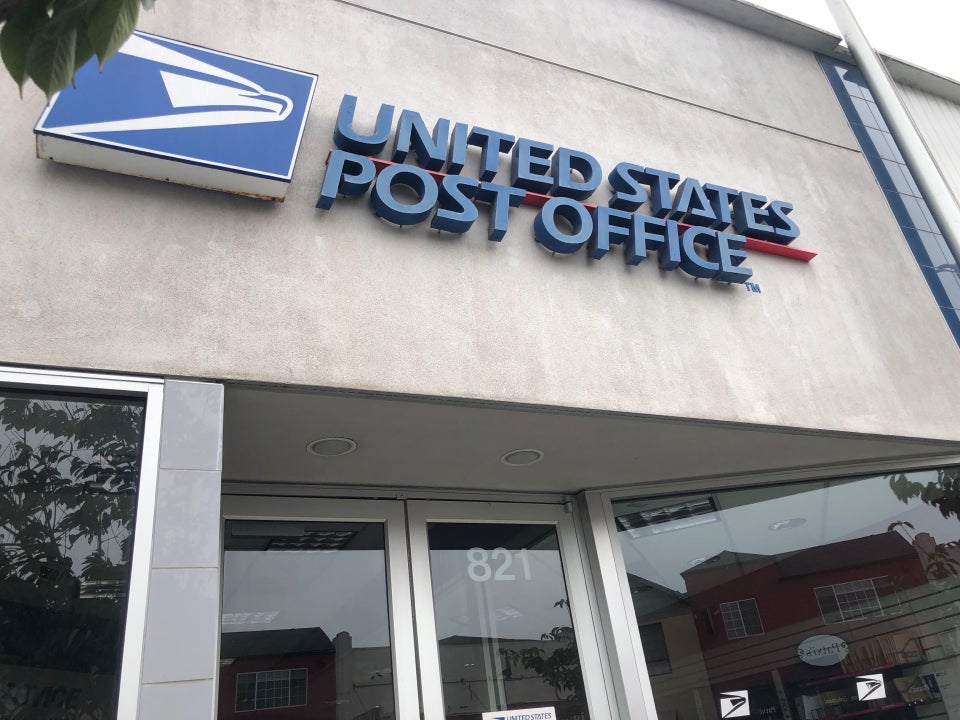 UNITED STATES
POST OFFICE
TM
821
UNITED STATES